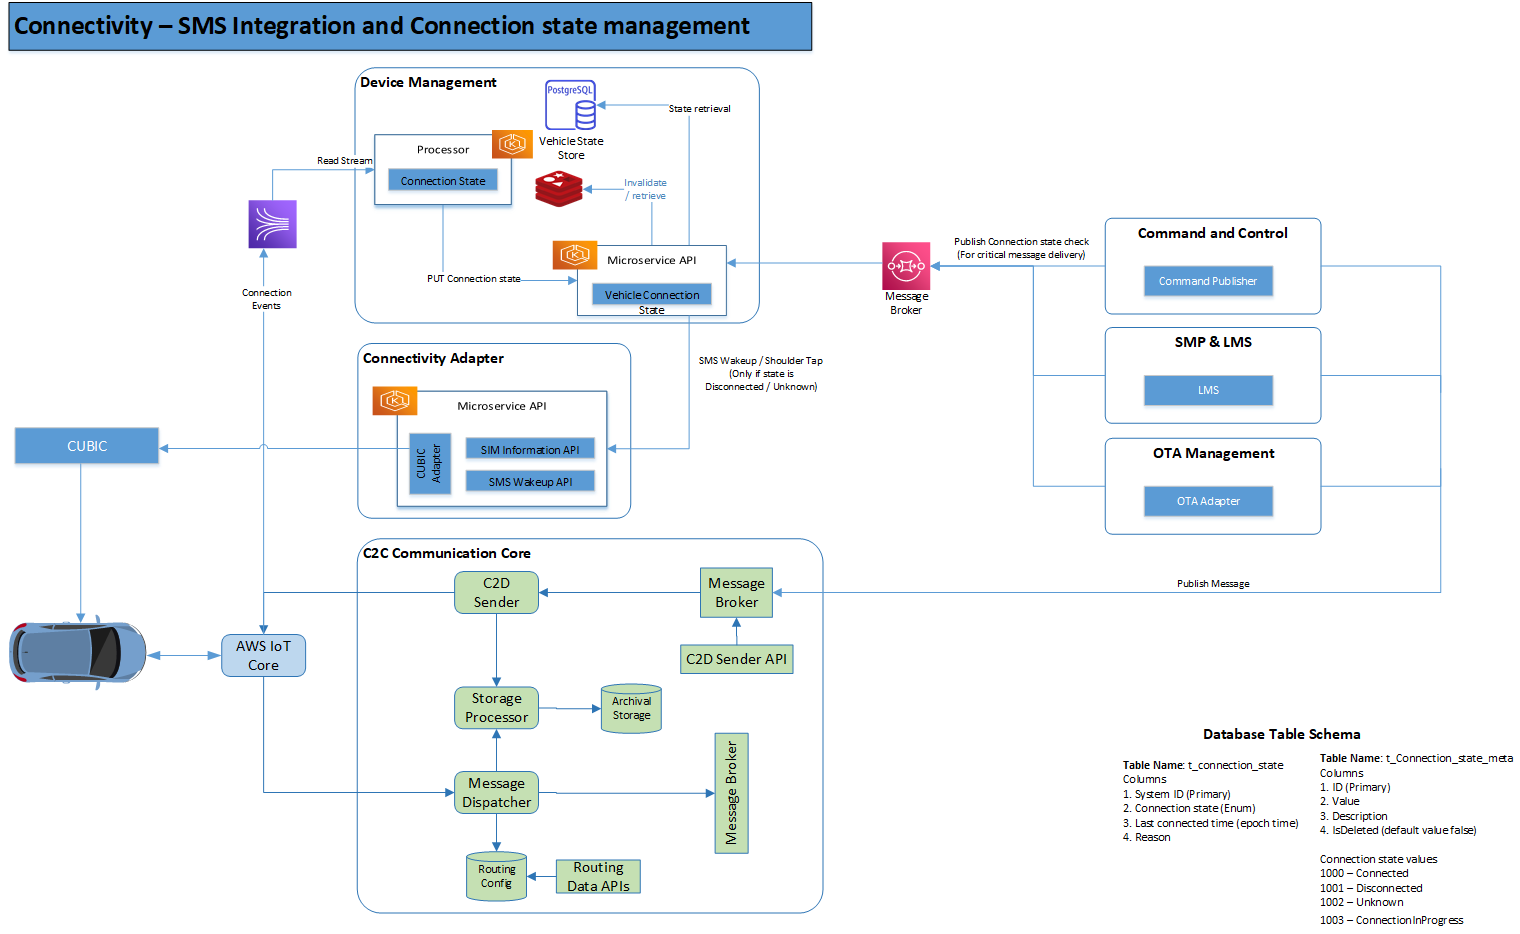 Connectivity – SMS Integration and Connection state management
Device Management
PostgreSQL
Vehicle State
Store
State retrieval
Processor
Connection State
Read Stream
Invalidate
/ retrieve
Microservice API
Vehicle Connection
State
PUT Connection state
Connection
Events
Message
Broker
Publish Connection state check
(For critical message delivery)
Command and Control
Command Publisher
SMP & LMS
LMS
OTA Management
OTA Adapter
SMS Wakeup / Shoulder Tap
(Only if state is
Disconnected / Unknown)
Connectivity Adapter
Microservice API
CUBIC
Adapter
SIM Information API
SMS Wakeup API
CUBIC
C2C Communication Core
C2D
Sender
Message
Broker
Publish Message
C2D Sender API
AWS IoT
Core
Storage
Processor
Archival
Storage
Message
Dispatcher
Message Broker
Routing
Config
Routing
Data APIs
Database Table Schema
Table Name: t_connection_state
Columns
1. System ID (Primary)
2. Connection state (Enum)
3. Last connected time (epoch time)
4. Reason
Table Name: t_Connection_state_meta
Columns
1. ID (Primary)
2. Value
3. Description
4. IsDeleted (default value false)
Connection state values
1000 – Connected
1001 – Disconnected
1002 – Unknown
1003 – ConnectionInProgress